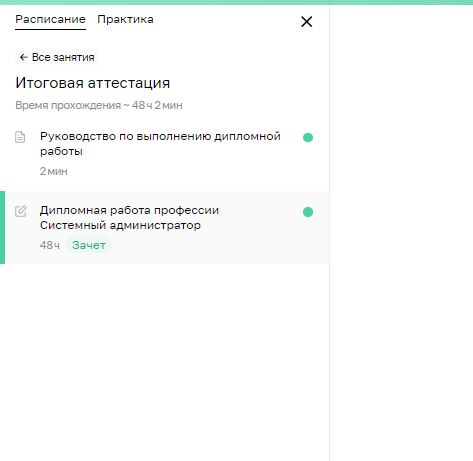 Расписание Практика
← Все занятия
Итоговая аттестация
Время прохождения ~ 48 ч 2 мин
Руководство по выполнению дипломной
работы
2 мин
Дипломная работа профессии
Системный администратор
48 ч Зачет